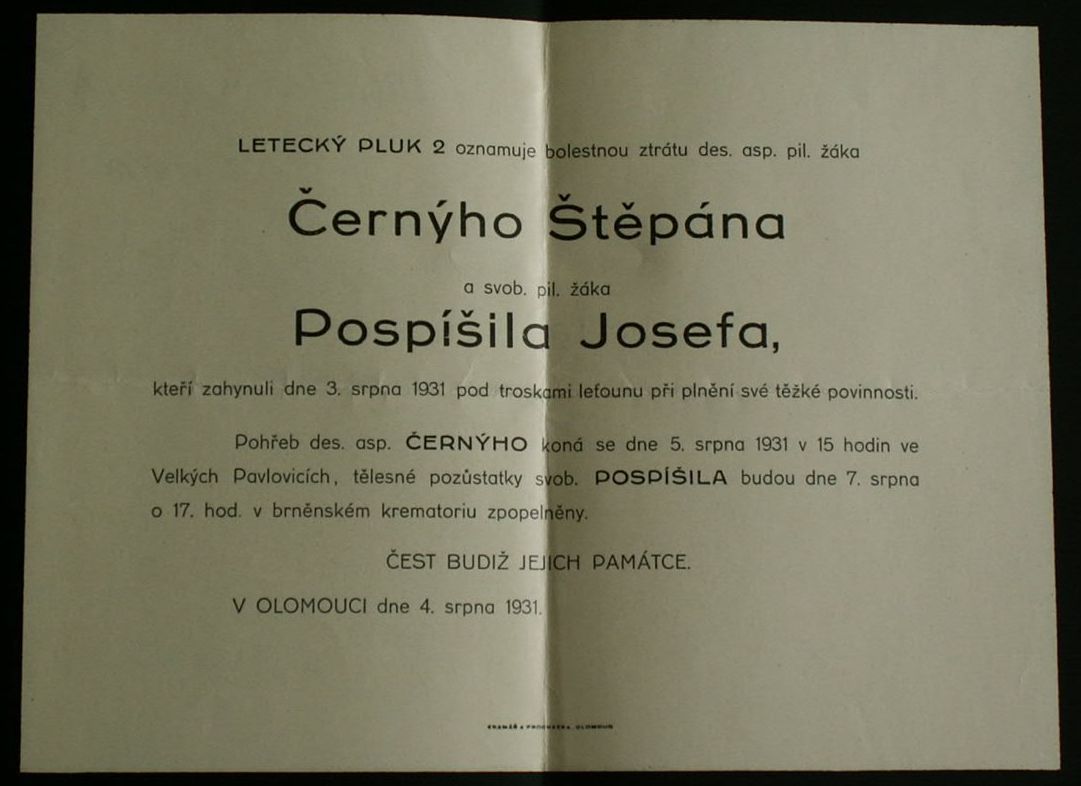 LETECKÝ PLUK 2 oznamuje bolestnou ztrátu des. asp. pil. žáka
Černýho Štěpána
a svob. pil. žáka
Pospíšila Josefa,
kteří zahynuli dne 3. srpna 1931 pod troskami letounu při plnění své těžké povinnosti.
Pohřeb des. asp. ČERNÝHO koná se dne 5. srpna 1931 v 15 hodin ve
Velkých Pavlovicích, tělesné pozůstatky svob. POSPÍŠILA budou dne 7. srpna
o 17. hod. v brněnském krematoriu zpopelněny.
ČEST BUDIŽ JEJICH PAMÁTCE.
V OLOMOUCI dne 4. srpna 1931.
KRAMÁŘ A PROCHÁZKA, OLOMOUC